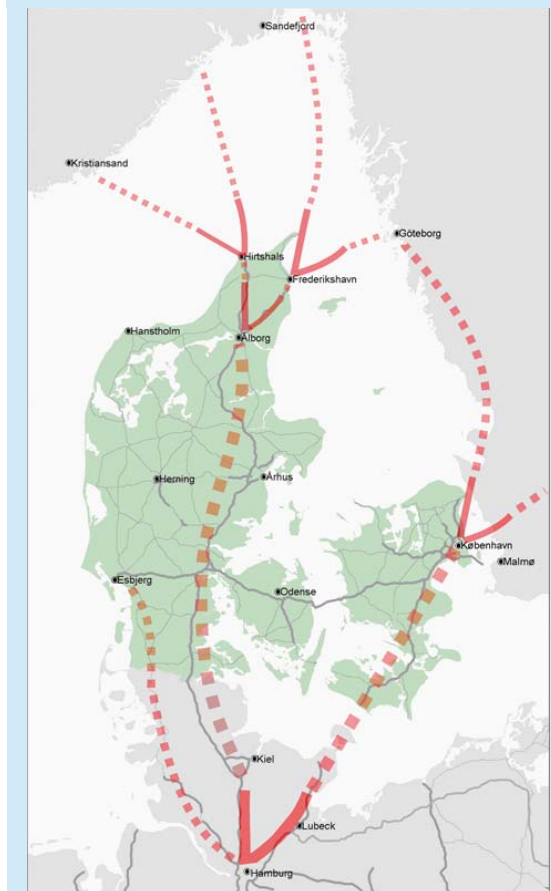 Sandefjord
Kristiansand
Göteborg
Hirtshals
Frederikshavn
Hanstholm
Ålborg
Herning
Århus
København
Malmø
Esbjerg
Odense
Kiel
Lubeck
Hamburg